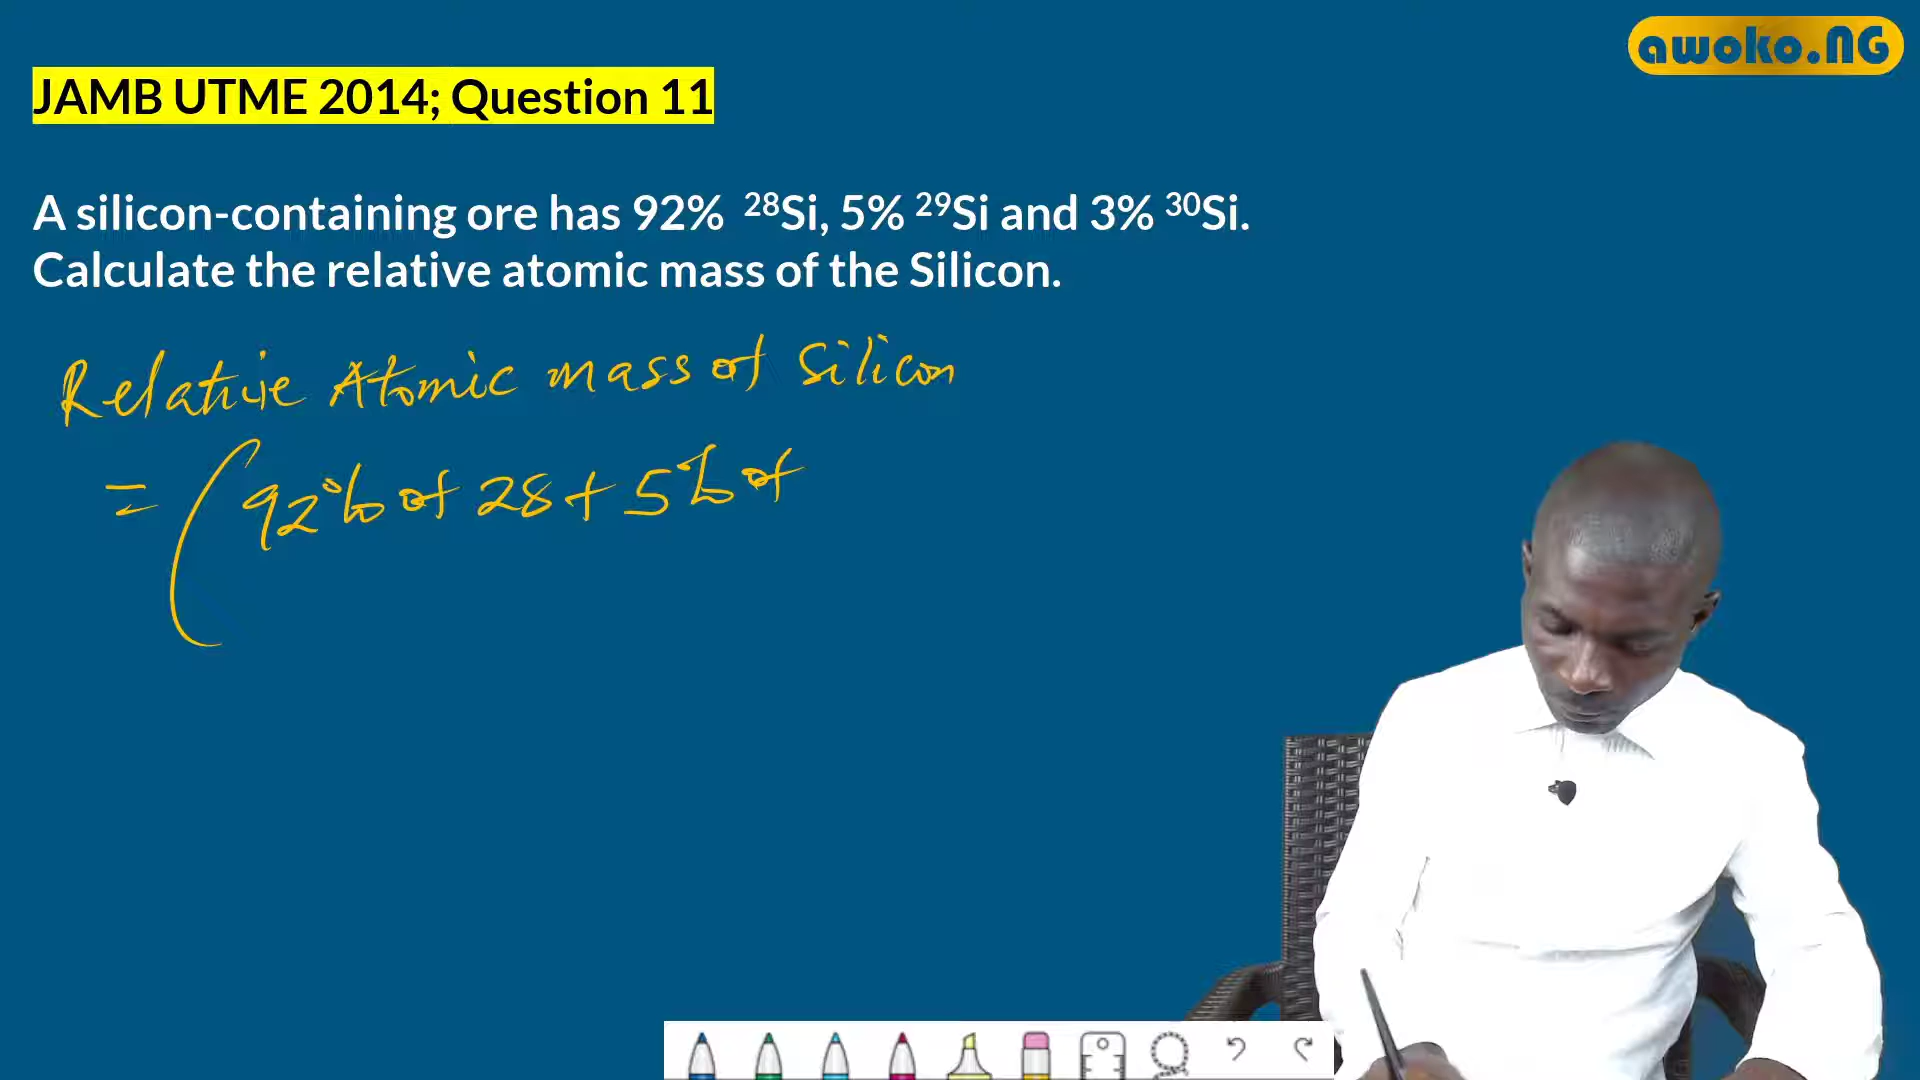 awoko.NG
JAMB UTME 2014; Question 11
A silicon-containing ore has 92% ²⁸Si, 5% ²⁹Si and 3% ³⁰Si.
Calculate the relative atomic mass of the Silicon.
Relative Atomic mass of Silicon
= (92% of 28 + 5% of